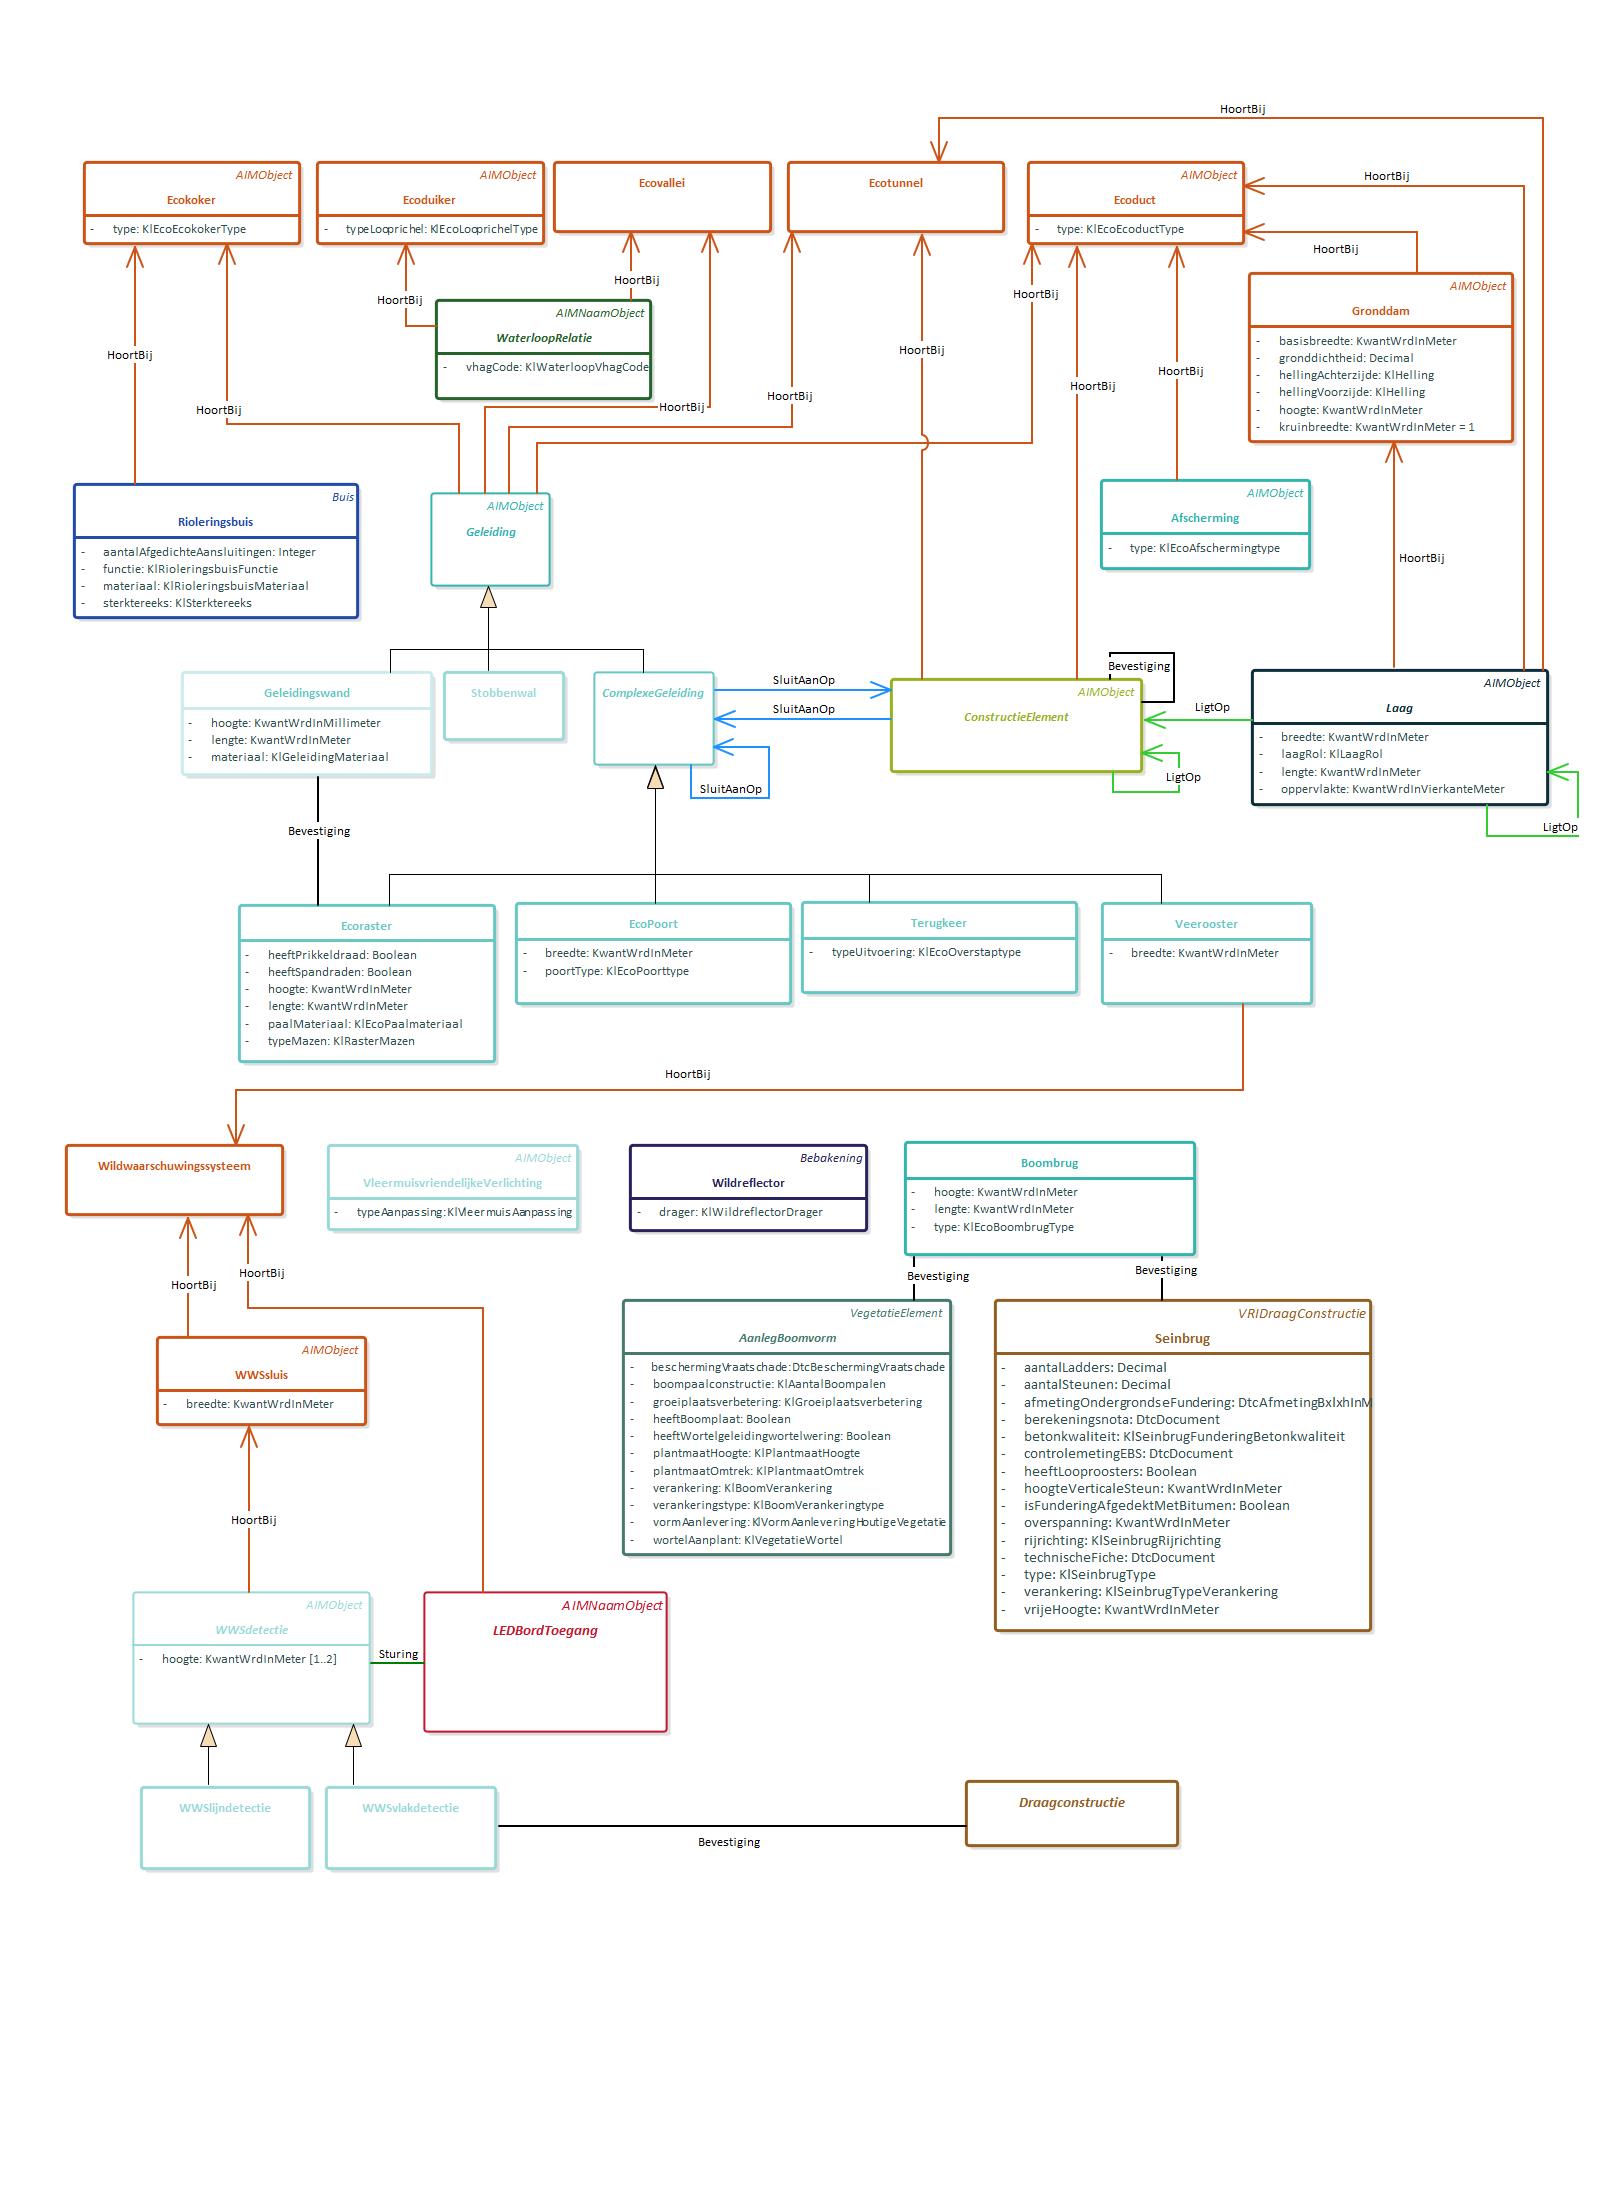 HoortBij
AIMObject
Ecokoker
- type: KlEcoEcokokerType
AIMObject
Ecoduiker
- typeLooprichel: KlEcoLooprichelType
Ecovallei
Ecotunnel
AIMObject
Ecoduct
- type: KlEcoEcoductType
HoortBij
HoortBij
HoortBij
HoortBij
HoortBij
AIMNaamObject
WaterloopRelatie
- vhagCode: KlWaterloopVhagCode
AIMObject
Gronddam
- basisbreedte: KwantWrdInMeter
- gronddichtheid: Decimal
- hellingAchterzijde: KlHelling
- hellingVoorzijde: KlHelling
- hoogte: KwantWrdInMeter
- kruinbreedte: KwantWrdInMeter = 1
HoortBij
HoortBij
HoortBij
HoortBij
HoortBij
HoortBij
HoortBij
Buis
Rioleringsbuis
- aantalAfgedichteAansluitingen: Integer
- functie: KlRioleringsbuisFunctie
- materiaal: KlRioleringsbuisMateriaal
- sterktereeks: KlSterktereeks
AIMObject
Geleiding
AIMObject
Afscherming
- type: KlEcoAfschermingtype
HoortBij
Geleidingswand
- hoogte: KwantWrdInMillimeter
- lengte: KwantWrdInMeter
- materiaal: KlGeleidingMateriaal
Stobbenwal
ComplexeGeleiding
SluitAanOp
SluitAanOp
SluitAanOp
Bevestiging
AIMObject
ConstructieElement
LigtOp
LigtOp
AIMObject
Laag
- breedte: KwantWrdInMeter
- laagRol: KlLaagRol
- lengte: KwantWrdInMeter
- oppervlakte: KwantWrdInVierkanteMeter
LigtOp
Bevestiging
Ecoraster
- heeftPrikkeldraad: Boolean
- heeftSpandraden: Boolean
- hoogte: KwantWrdInMeter
- lengte: KwantWrdInMeter
- paalMateriaal: KlEcoPaalmateriaal
- typeMazen: KlRasterMazen
EcoPoort
- breedte: KwantWrdInMeter
- poortType: KlEcoPoorttype
Terugkeer
- typeUitvoering: KlEcoOverstaptype
Veerooster
- breedte: KwantWrdInMeter
HoortBij
Wildwaarschuwingssysteem
AIMObject
VleermuisvriendelijkeVerlichting
- typeAanpassing: KlVleermuisAanpassing
Bebakening
Wildreflector
- drager: KlWildreflectorDrager
Boombrug
- hoogte: KwantWrdInMeter
- lengte: KwantWrdInMeter
- type: KlEcoBoombrugType
HoortBij
HoortBij
Bevestiging
Bevestiging
AIMObject
WWSsluis
- breedte: KwantWrdInMeter
VegetatieElement
AanlegBoomvorm
- beschermingVraatschade: DtcBeschermingVraatschade
- boompaalconstructie: KlAantalBoompalen
- groeiplaatsverbetering: KlGroeiplaatsverbetering
- heeftBoomplaat: Boolean
- heeftWortelgeleidingwortelwering: Boolean
- plantmaatHoogte: KlPlantmaatHoogte
- plantmaatOmtrek: KlPlantmaatOmtrek
- verankering: KlBoomVerankering
- verankeringstype: KlBoomVerankeringtype
- vormAanlevering: KlVormAanleveringHoutigeVegetatie
- wortelAanplant: KlVegetatieWortel
VRIDraagConstructie
Seinbrug
- aantalLadders: Decimal
- aantalSteunen: Decimal
- afmetingOndergrondseFundering: DtcAfmetingBxlxhInM
- berekeningsnota: DtcDocument
- betonkwaliteit: KlSeinbrugFunderingBetonkwaliteit
- controlemetingEBS: DtcDocument
- heeftLooproosters: Boolean
- hoogteVerticaleSteun: KwantWrdInMeter
- isFunderingAfgedektMetBitumen: Boolean
- overspanning: KwantWrdInMeter
- rijrichting: KlSeinbrugRijrichting
- technischeFiche: DtcDocument
- type: KlSeinbrugType
- verankering: KlSeinbrugTypeVerankering
- vrijeHoogte: KwantWrdInMeter
HoortBij
AIMObject
WWSdetectie
- hoogte: KwantWrdInMeter [1..2]
Sturing
AIMNaamObject
LEDBordToegang
WWSlijndetectie
WWSvlakdetectie
Bevestiging
Draagconstructie